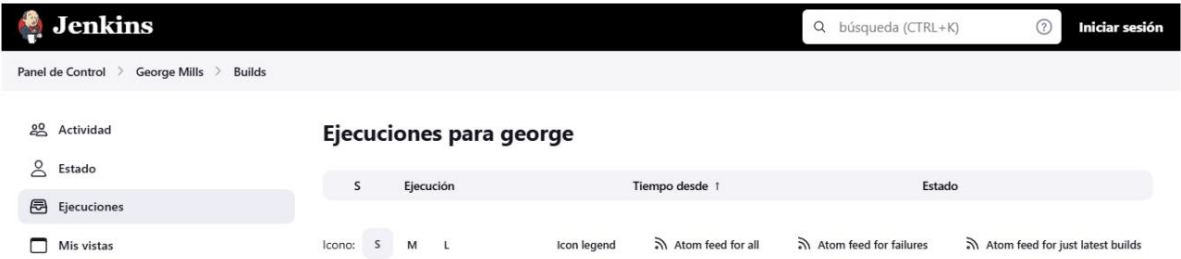 Jenkins
búsqueda (CTRL+K)
Iniciar sesión
Panel de Control > George Mills > Builds
Actividad
Estado
Ejecuciones
Mis vistas
Ejecuciones para george
S Ejecución Tiempo desde ↑ Estado
Icono: S M L Icon legend Atom feed for all Atom feed for failures Atom feed for just latest builds